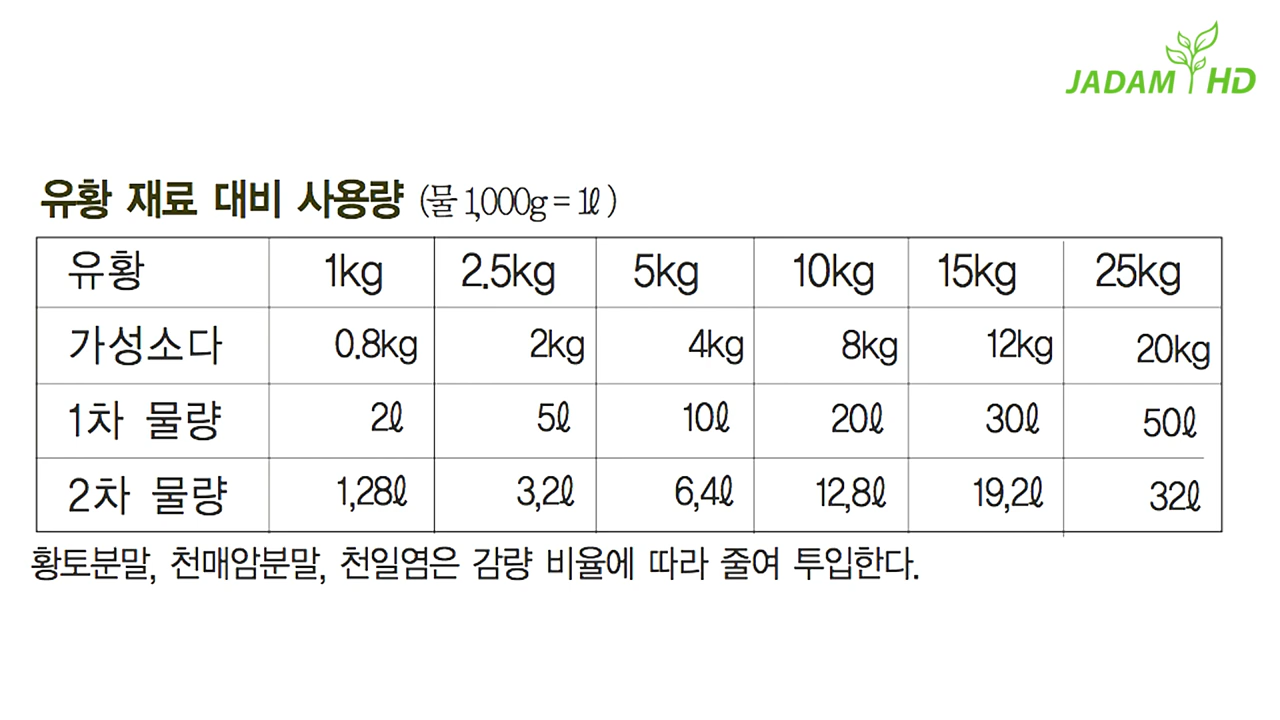 JADAM HD
유황 재료 대비 사용량 (물 1,000g = 1ℓ)
유황 1kg 2.5kg 5kg 10kg 15kg 25kg
가성소다 0.8kg 2kg 4kg 8kg 12kg 20kg
1차 물량 2ℓ 5ℓ 10ℓ 20ℓ 30ℓ 50ℓ
2차 물량 1,28ℓ 3,2ℓ 6,4ℓ 12,8ℓ 19,2ℓ 32ℓ
황토분말, 천매암분말, 천일염은 감량 비율에 따라 줄여 투입한다.